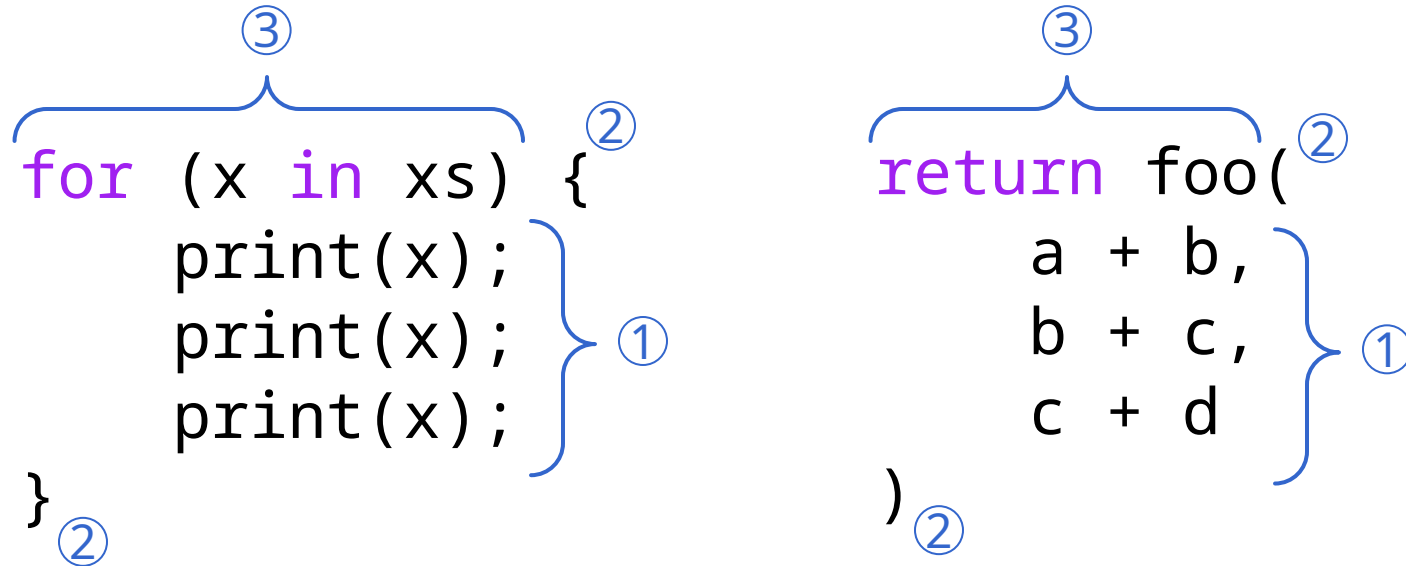 ③
for (x in xs) {②
print(x);
print(x);
print(x);
①
}②
③
return foo(②
a + b,
b + c,
c + d
①
)②